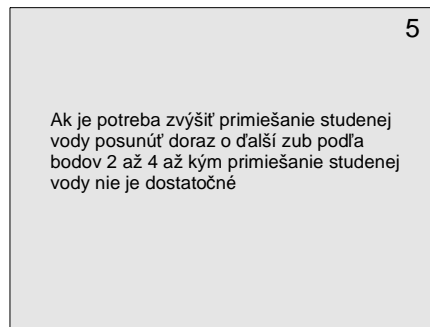 5
Ak je potreba zvýšiť primiešanie studenej
vody posunúť doraz o ďalší zub podľa
bodov 2 až 4 až kým primiešanie studenej
vody nie je dostatočné